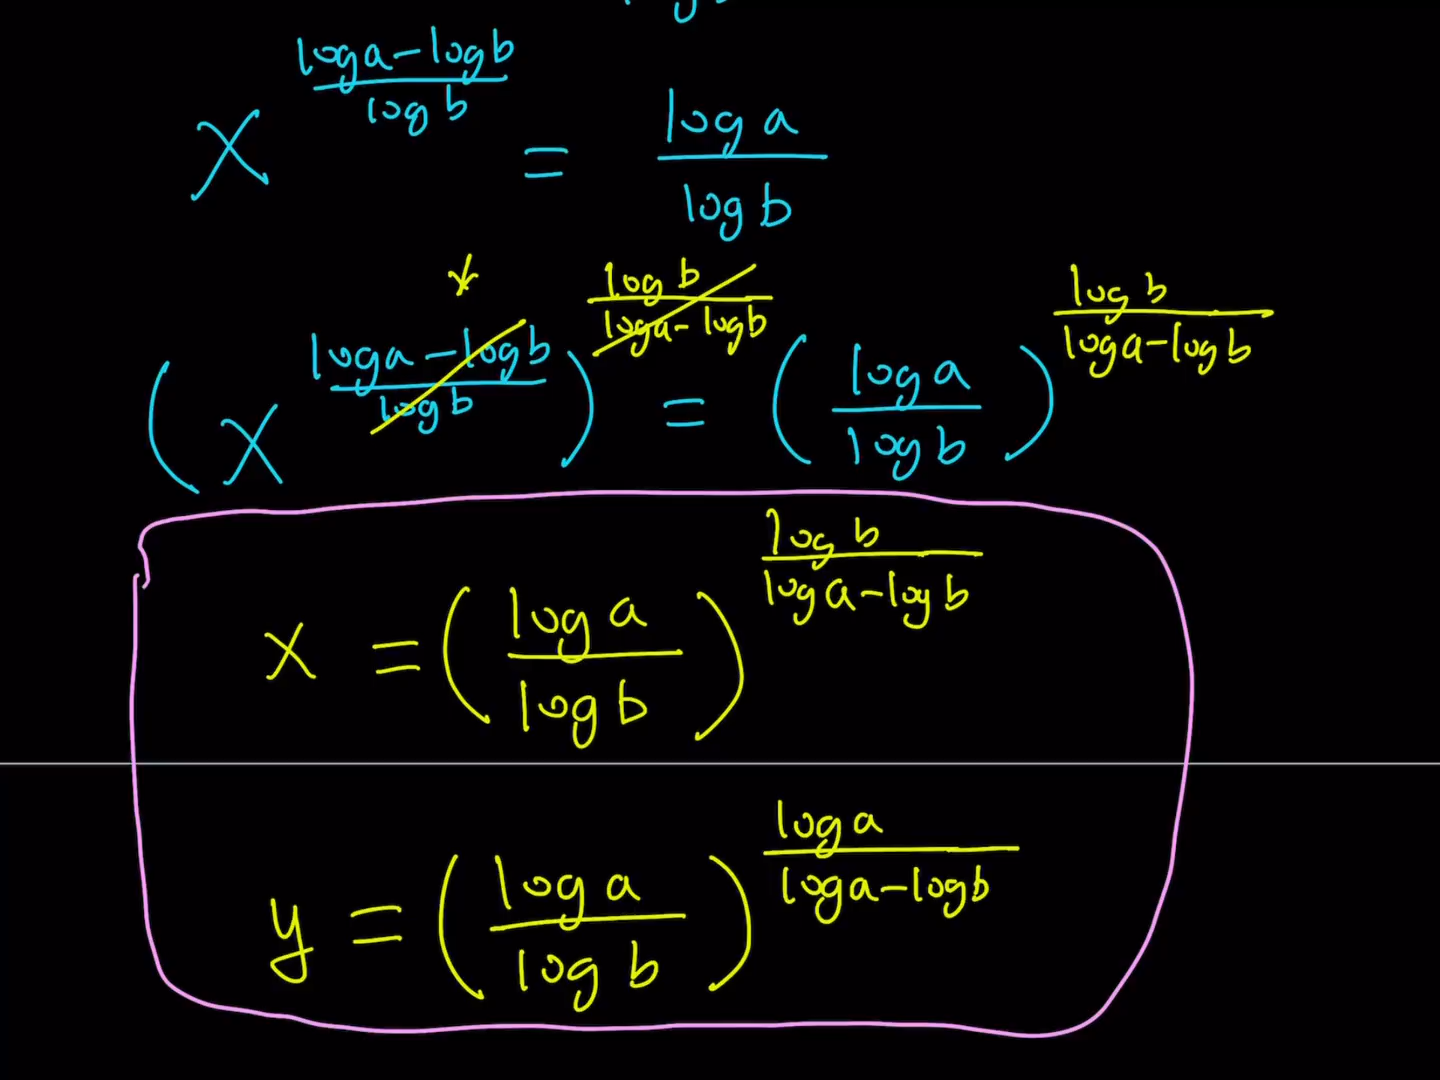 x^((log a - log b)/(log b)) = (log a)/(log b)
(x^((log a - log b)/(log b)))^((log b)/(log a - log b)) = ((log a)/(log b))^((log b)/(log a - log b))
x = ((log a)/(log b))^((log b)/(log a - log b))
y = ((log a)/(log b))^((log a)/(log a - log b))